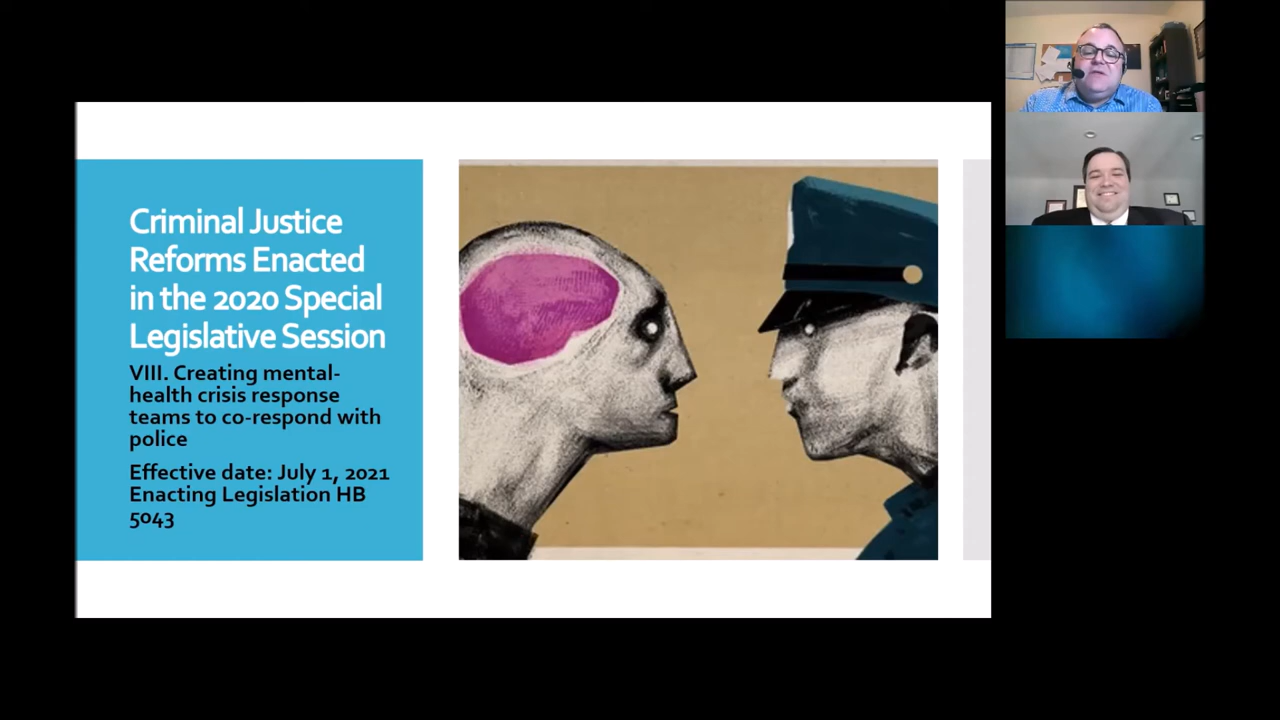 Criminal Justice
Reforms Enacted
in the 2020 Special
Legislative Session
VIII. Creating mental-
health crisis response
teams to co-respond with
police
Effective date: July 1, 2021
Enacting Legislation HB
5043